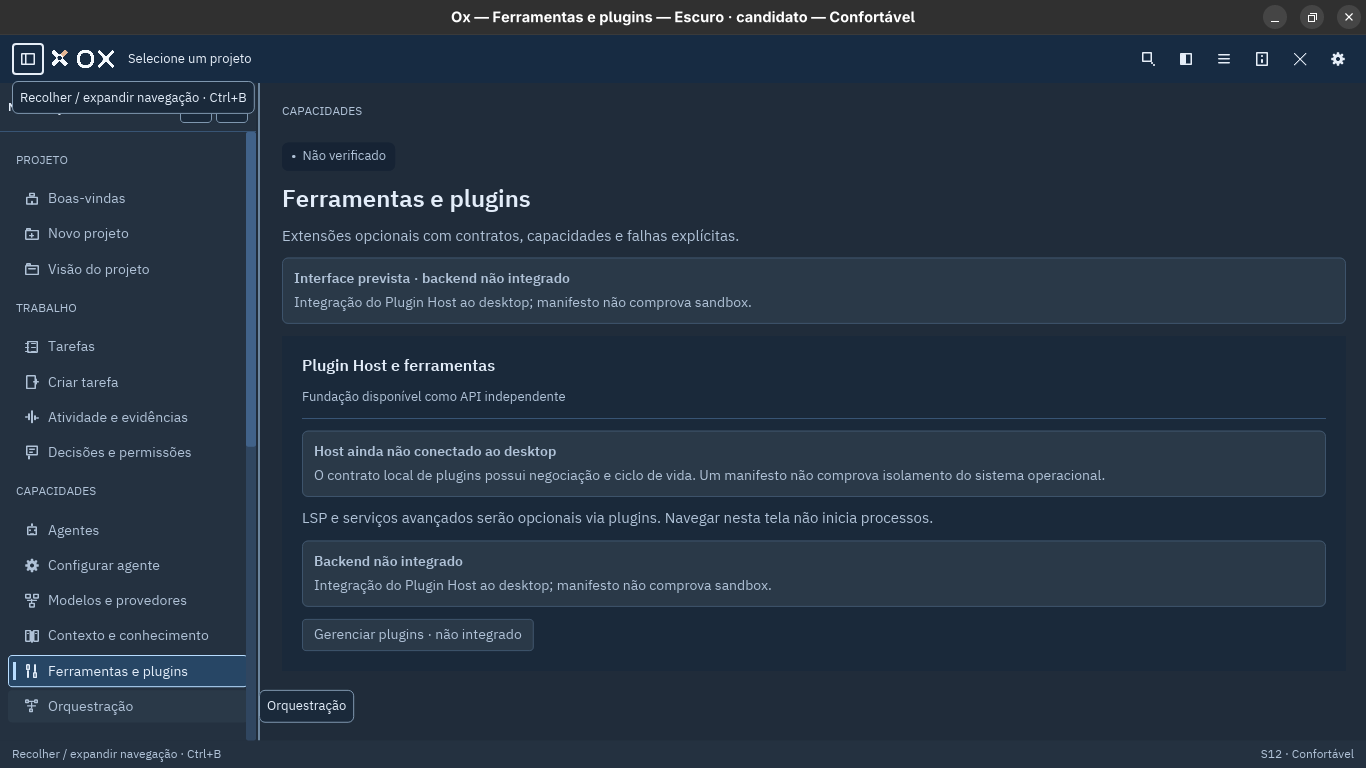 Ox — Ferramentas e plugins — Escuro · candidato — Confortável
OX Selecione um projeto
Recolher / expandir navegação · Ctrl+B
PROJETO
Boas-vindas
Novo projeto
Visão do projeto
TRABALHO
Tarefas
Criar tarefa
Atividade e evidências
Decisões e permissões
CAPACIDADES
Agentes
Configurar agente
Modelos e provedores
Contexto e conhecimento
Ferramentas e plugins
Orquestração
Orquestração
CAPACIDADES
• Não verificado
Ferramentas e plugins
Extensões opcionais com contratos, capacidades e falhas explícitas.
Interface prevista · backend não integrado
Integração do Plugin Host ao desktop; manifesto não comprova sandbox.
Plugin Host e ferramentas
Fundação disponível como API independente
Host ainda não conectado ao desktop
O contrato local de plugins possui negociação e ciclo de vida. Um manifesto não comprova isolamento do sistema operacional.
LSP e serviços avançados serão opcionais via plugins. Navegar nesta tela não inicia processos.
Backend não integrado
Integração do Plugin Host ao desktop; manifesto não comprova sandbox.
Gerenciar plugins · não integrado
Recolher / expandir navegação · Ctrl+B
S12 · Confortável